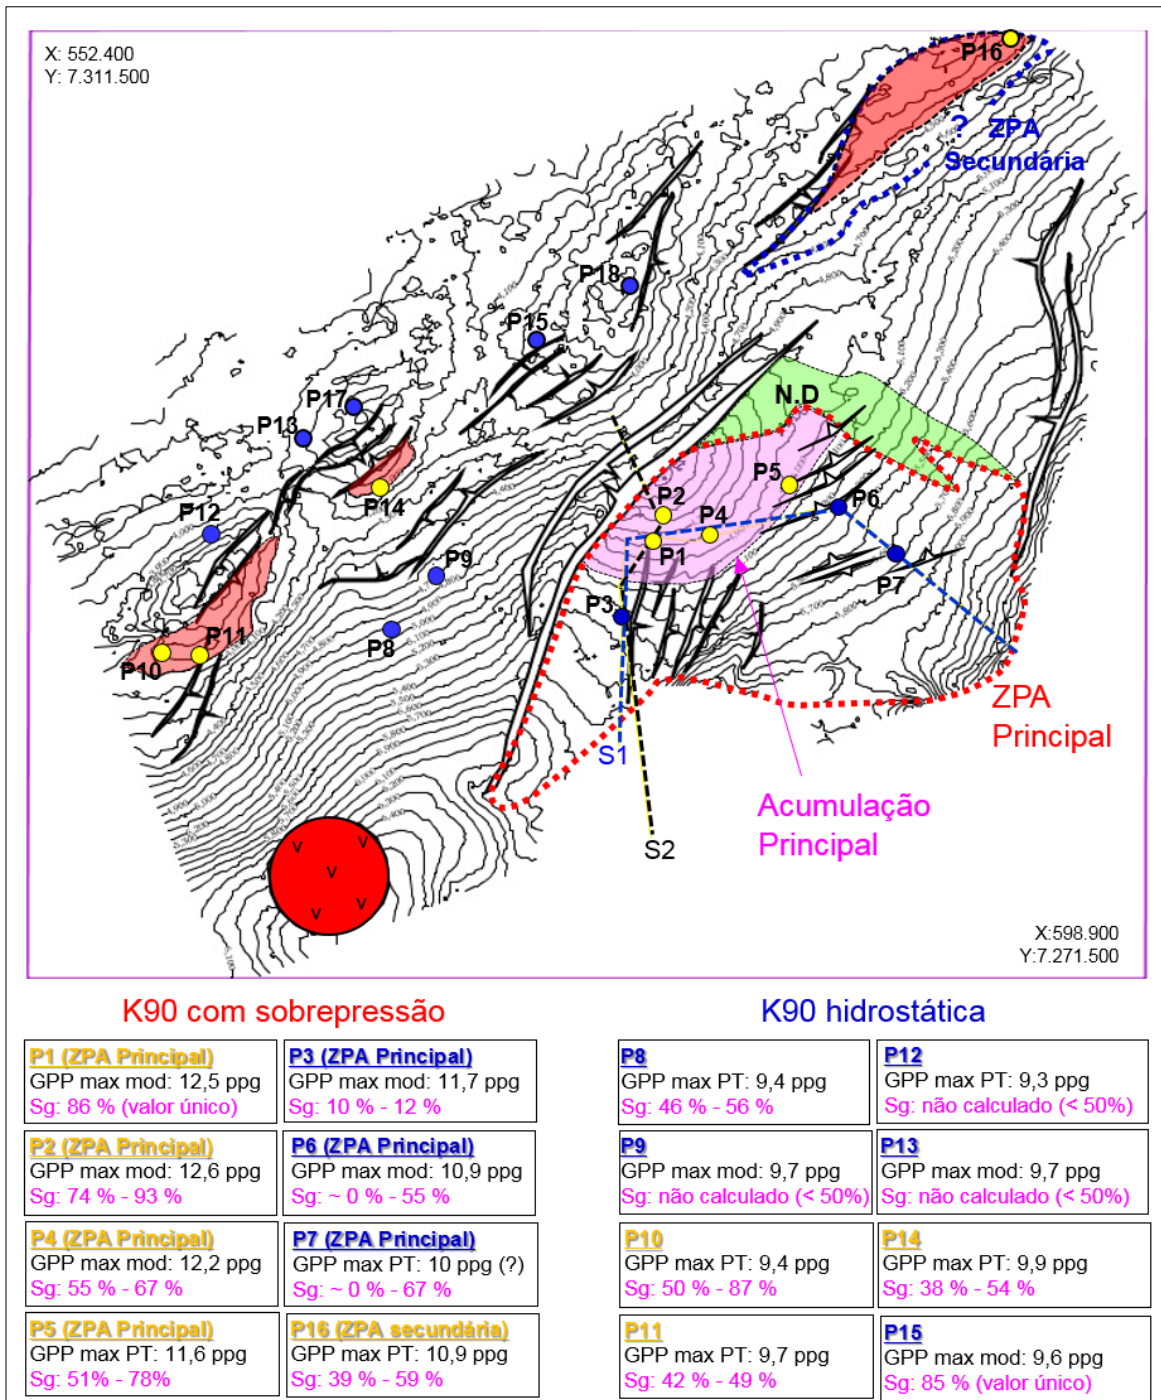 X: 552.400
Y: 7.311.500
P16
? ZPA
Secundária
P18
P15
P17
P13
N.D
P5
P14
P2
P6
P12
P4
P1
P9
P7
P3
P11
P8
P10
ZPA
Principal
S1
Acumulação
Principal
S2
v v
v
v v
X:598.900
Y:7.271.500
K90 com sobrepressão
K90 hidrostática
P1 (ZPA Principal)
GPP max mod: 12,5 ppg
Sg: 86 % (valor único)
P3 (ZPA Principal)
GPP max mod: 11,7 ppg
Sg: 10 % - 12 %
P8
GPP max PT: 9,4 ppg
Sg: 46 % - 56 %
P12
GPP max PT: 9,3 ppg
Sg: não calculado (< 50%)
P2 (ZPA Principal)
GPP max mod: 12,6 ppg
Sg: 74 % - 93 %
P6 (ZPA Principal)
GPP max mod: 10,9 ppg
Sg: ~ 0 % - 55 %
P9
GPP max mod: 9,7 ppg
Sg: não calculado (< 50%)
P13
GPP max mod: 9,7 ppg
Sg: não calculado (< 50%)
P4 (ZPA Principal)
GPP max mod: 12,2 ppg
Sg: 55 % - 67 %
P7 (ZPA Principal)
GPP max PT: 10 ppg (?)
Sg: ~ 0 % - 67 %
P10
GPP max PT: 9,4 ppg
Sg: 50 % - 87 %
P14
GPP max PT: 9,9 ppg
Sg: 38 % - 54 %
P5 (ZPA Principal)
GPP max PT: 11,6 ppg
Sg: 51% - 78%
P16 (ZPA secundária)
GPP max PT: 10,9 ppg
Sg: 39 % - 59 %
P11
GPP max PT: 9,7 ppg
Sg: 42 % - 49 %
P15
GPP max mod: 9,6 ppg
Sg: 85 % (valor único)